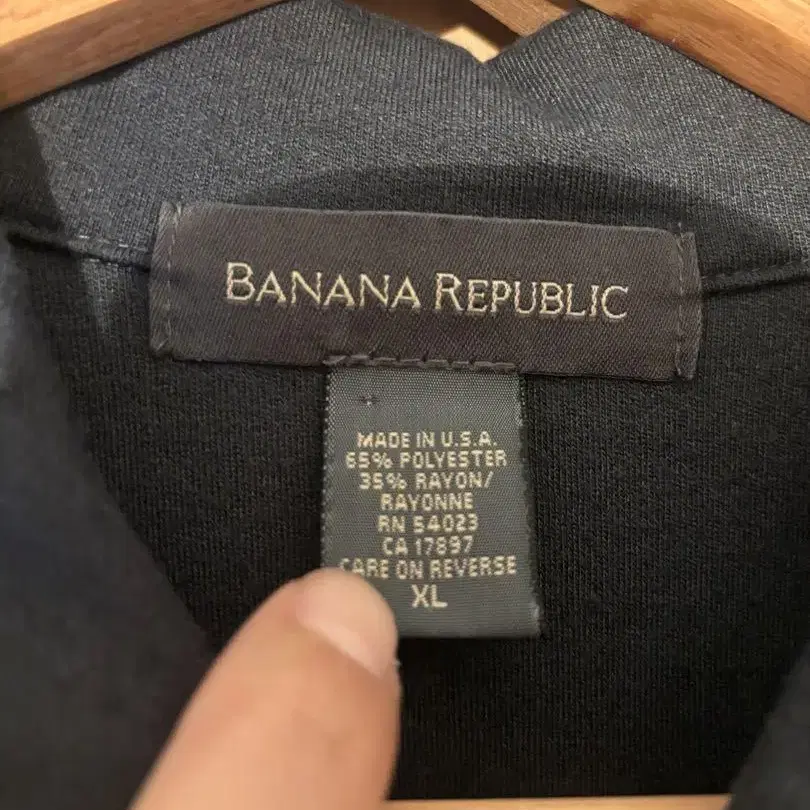 BANANA REPUBLIC
MADE IN U.S.A.
65% POLYESTER
35% RAYON/
RAYONNE
RN 54023
CA 17897
CARE ON REVERSE
XL